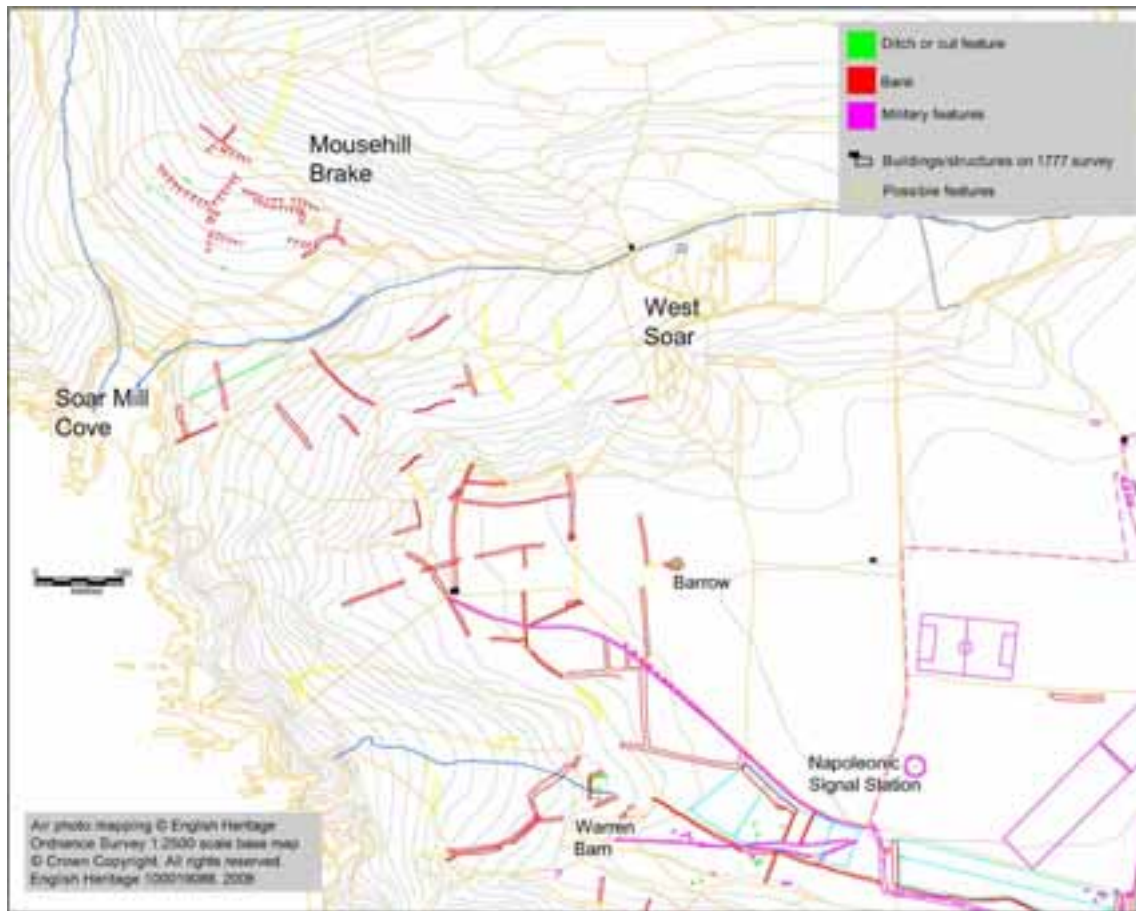 Ditch or cut feature
Bank
Military features
Buildings/structures on 1777 survey
Possible features
Mousehill
Brake
West
Soar
Soar Mill
Cove
Barrow
Napoleonic
Signal Station
Warren
Barn
Air photo mapping © English Heritage
Ordnance Survey 1:2500 scale base map
© Crown Copyright. All rights reserved.
English Heritage 100019088. 2009